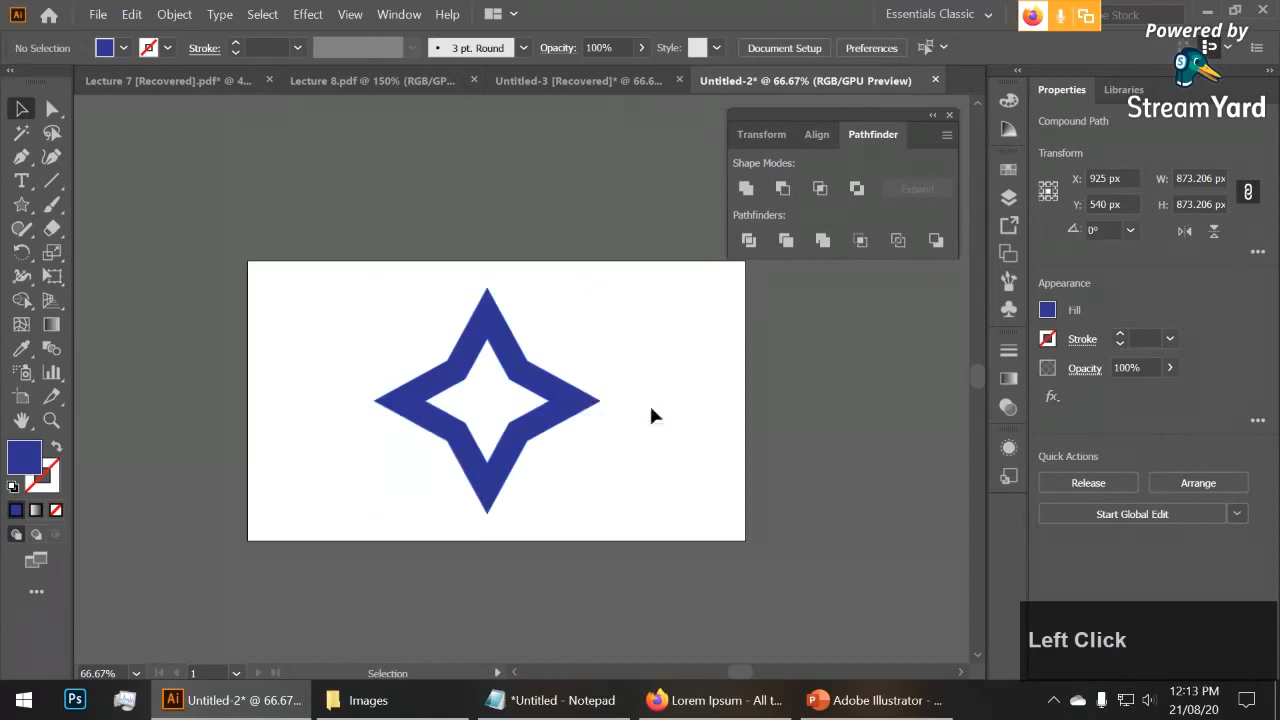 Ai File Edit Object Type Select Effect View Window Help Essentials Classic Stock
Powered by
StreamYard
No Selection Stroke: 3 pt. Round Opacity: 100% Style: Document Setup Preferences
Lecture 7 [Recovered].pdf* @ 4... × Lecture 8.pdf @ 150% (RGB/GP... × Untitled-3 [Recovered]* @ 66.6... × Untitled-2* @ 66.67% (RGB/GPU Preview) ×
Transform Align Pathfinder
Shape Modes:
Expand
Pathfinders:
Properties Libraries
Compound Path
Transform
X: 925 px W: 873.206 px
Y: 540 px H: 873.206 px
0°
Appearance
Fill
Stroke
Opacity 100%
fx.
Quick Actions
Release Arrange
Start Global Edit
Left Click
66.67% 1 Selection
Ps Ai Untitled-2* @ 66.67... Images *Untitled - Notepad Lorem Ipsum - All t... Adobe Illustrator - ... 12:13 PM
21/08/20